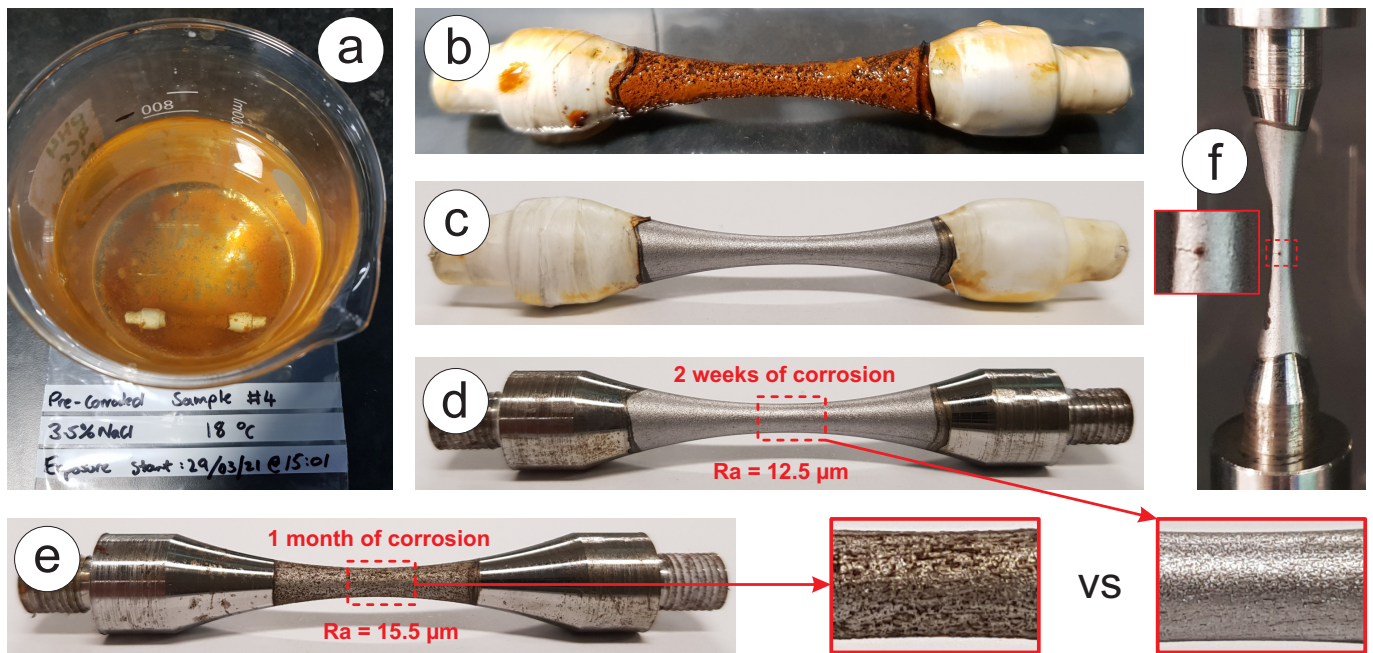 a
008
Pre-Corroded Sample #4
3.5% NaCl 18 °C
Exposure Start: 29/03/21 @ 15:01
b
c
d
2 weeks of corrosion
Ra = 12.5 µm
e
1 month of corrosion
Ra = 15.5 µm
vs
f